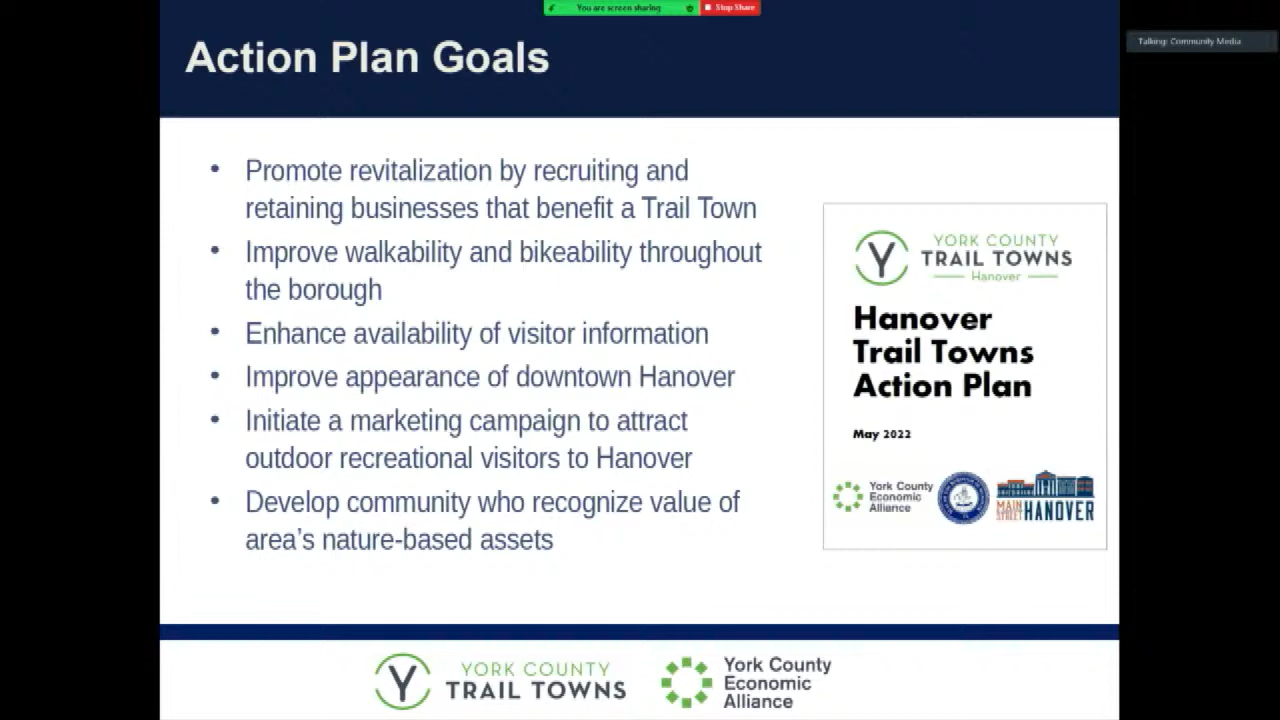 You are screen sharing
Stop Share
Talking: Community Media
Action Plan Goals
• Promote revitalization by recruiting and
retaining businesses that benefit a Trail Town
• Improve walkability and bikeability throughout
the borough
• Enhance availability of visitor information
• Improve appearance of downtown Hanover
• Initiate a marketing campaign to attract
outdoor recreational visitors to Hanover
• Develop community who recognize value of
area’s nature-based assets
Y
YORK COUNTY
TRAIL TOWNS
Hanover
Hanover
Trail Towns
Action Plan
May 2022
York County
Economic
Alliance
MAIN
STREET
HANOVER
Y
YORK COUNTY
TRAIL TOWNS
York County
Economic
Alliance